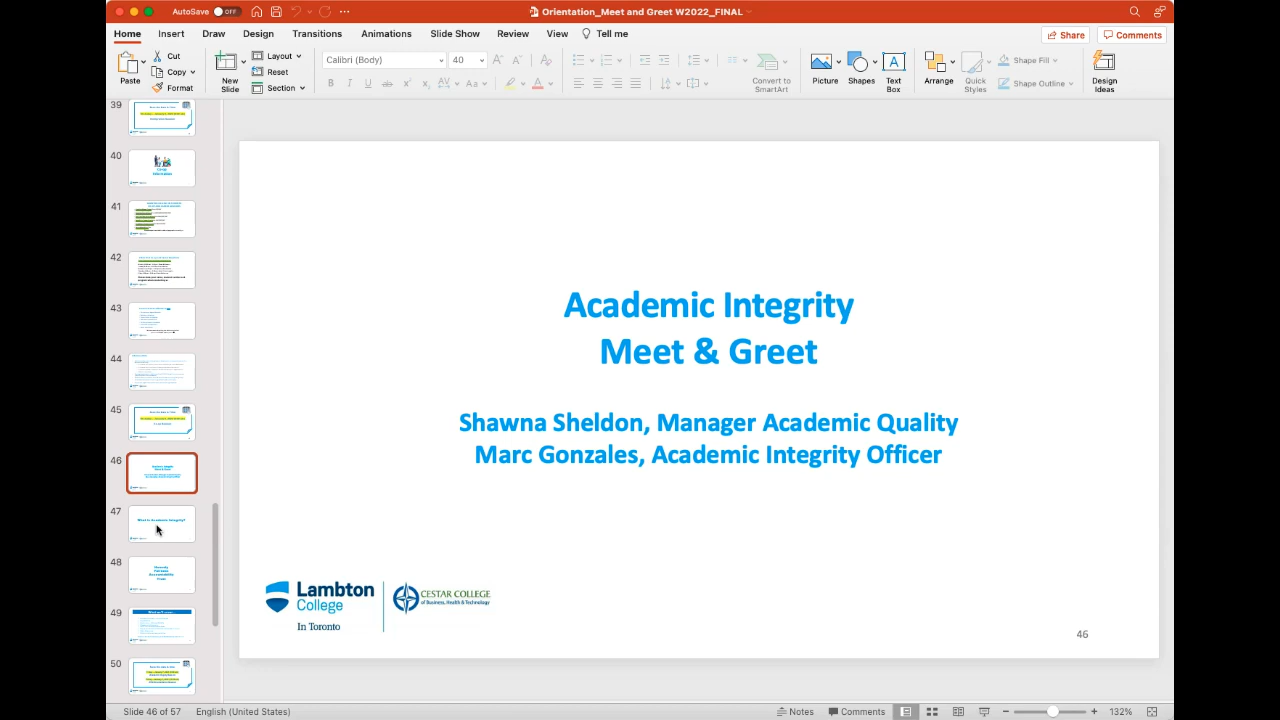 AutoSave OFF
Orientation_Meet and Greet W2022_FINAL
Home Insert Draw Design Transitions Animations Slide Show Review View Tell me
Share Comments
Paste
Cut
Copy
Format
New
Slide
Layout
Reset
Section
Calibri (Body) 40
Convert to
SmartArt
Picture
Shapes
Text
Box
Arrange
Quick
Styles
Shape Fill
Shape Outline
Design
Ideas
39
40
41
42
43
44
45
46
47
What is Academic Integrity?
48
49
50
Academic Integrity
Meet & Greet
Shawna Sheldon, Manager Academic Quality
Marc Gonzales, Academic Integrity Officer
Lambton
College
In Toronto
CESTAR COLLEGE
of Business, Health & Technology
46
Slide 46 of 57 English (United States)
Notes Comments 132%